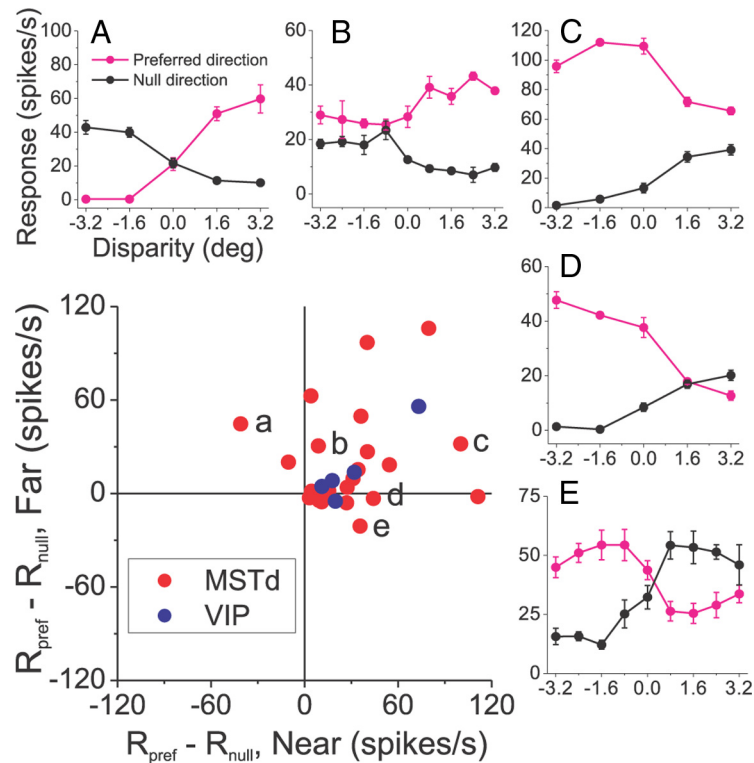 A
B
C
Preferred direction
Null direction
Response (spikes/s)
100
80
60
40
20
0
-3.2 -1.6 0.0 1.6 3.2
Disparity (deg)
60
40
20
0
-3.2 -1.6 0.0 1.6 3.2
120
100
80
60
40
20
0
-3.2 -1.6 0.0 1.6 3.2
D
60
40
20
0
-3.2 -1.6 0.0 1.6 3.2
E
75
50
25
0
-3.2 -1.6 0.0 1.6 3.2
Rpref - Rnull, Far (spikes/s)
120
60
0
-60
-120
a
b
c
d
e
MSTd
VIP
-120 -60 0 60 120
Rpref - Rnull, Near (spikes/s)